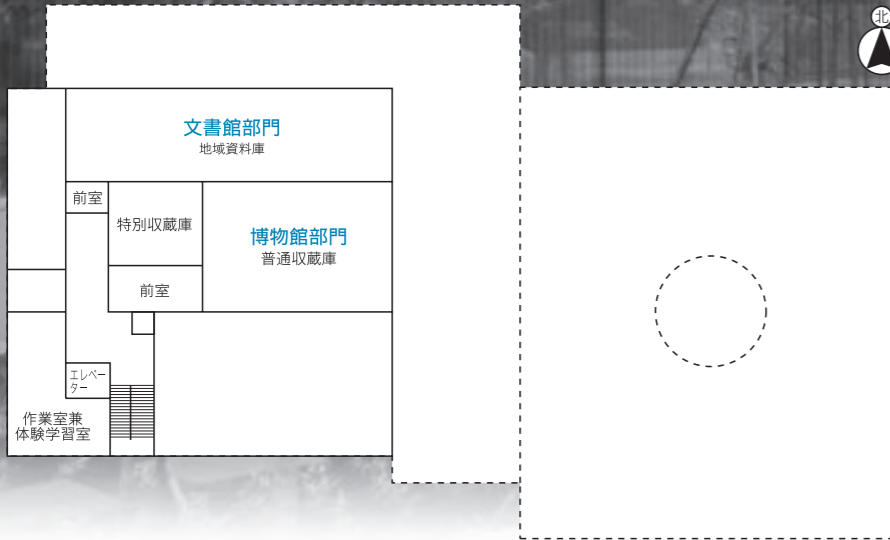 北
文書館部門
地域資料庫
前室
特別収蔵庫
博物館部門
普通収蔵庫
前室
エレベー
ター
作業室兼
体験学習室